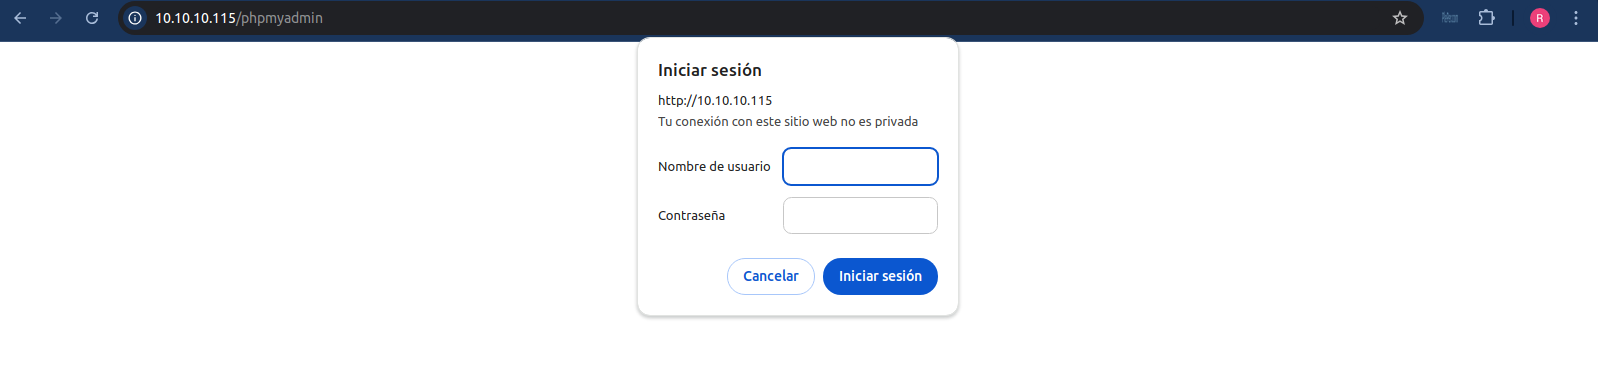 10.10.10.115/phpmyadmin
R
Iniciar sesión
http://10.10.10.115
Tu conexión con este sitio web no es privada
Nombre de usuario
Contraseña
Cancelar
Iniciar sesión